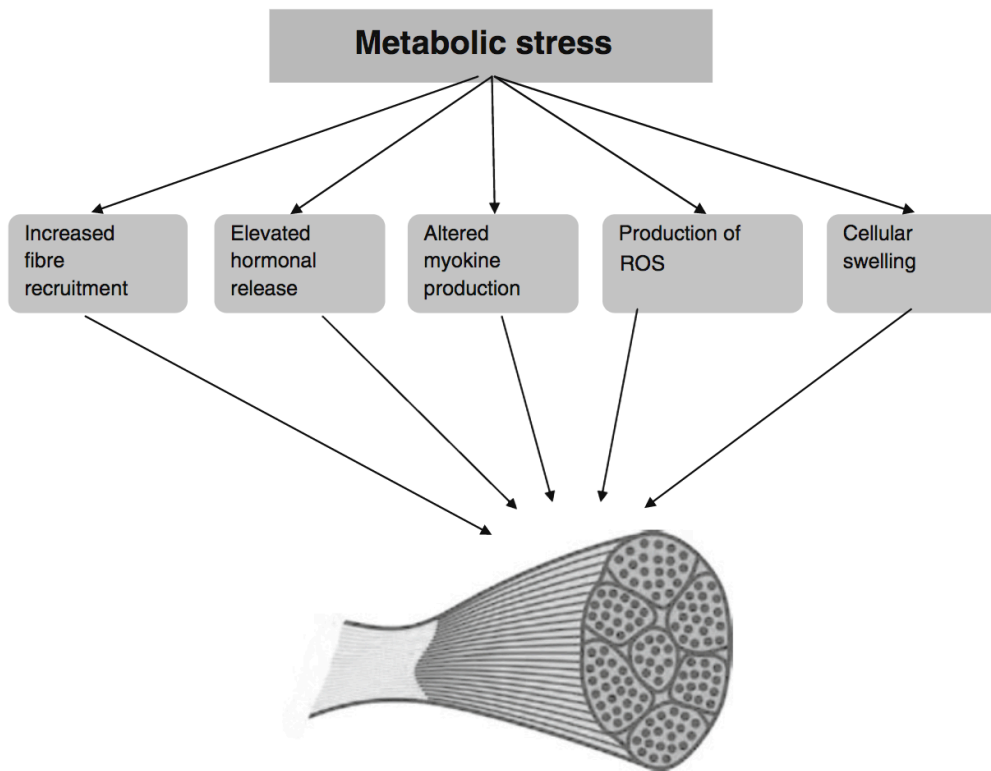 Metabolic stress
Increased
fibre
recruitment
Elevated
hormonal
release
Altered
myokine
production
Production of
ROS
Cellular
swelling